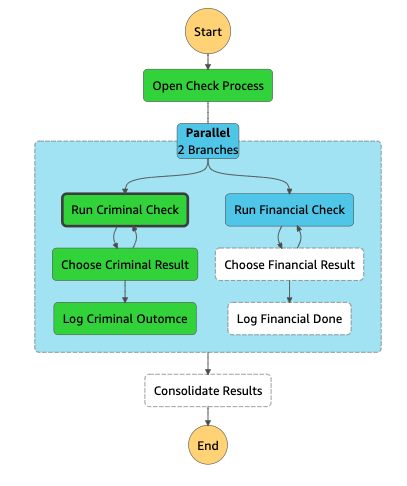 Start
Open Check Process
Parallel
2 Branches
Run Criminal Check
Run Financial Check
Choose Criminal Result
Choose Financial Result
Log Criminal Outomce
Log Financial Done
Consolidate Results
End